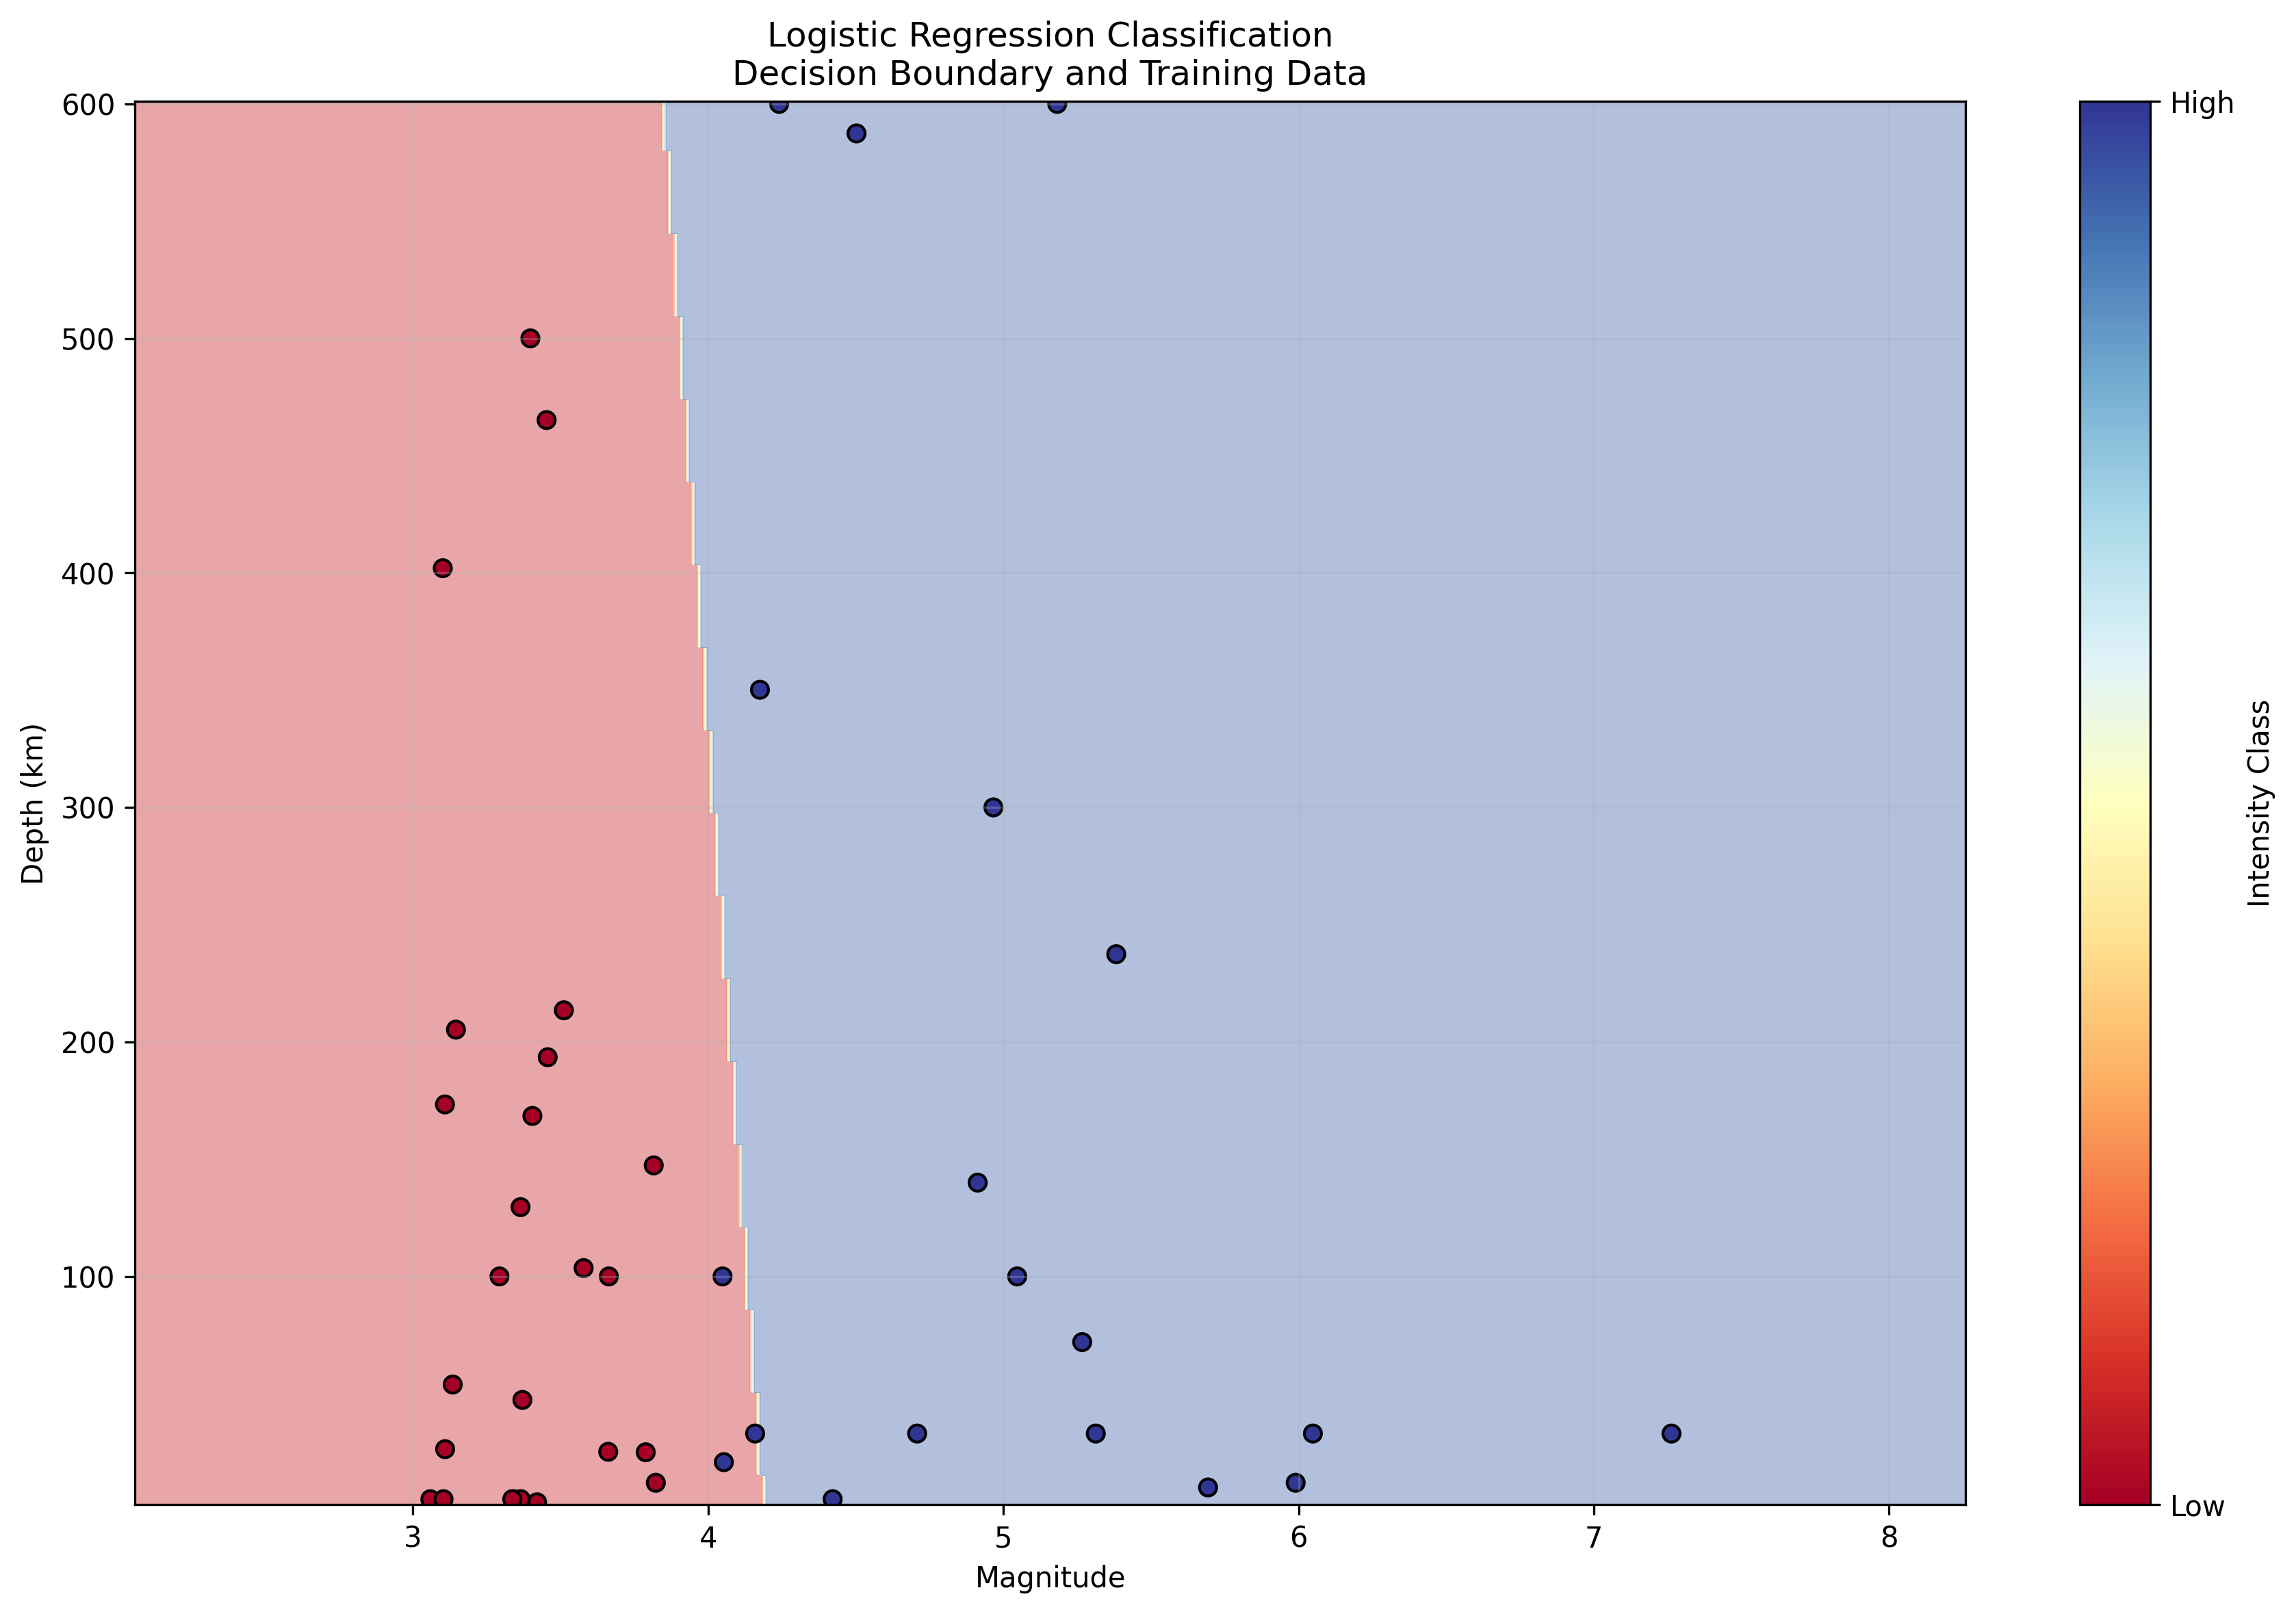 Logistic Regression Classification
Decision Boundary and Training Data
600
500
400
300
200
100
Depth (km)
3
4
5
6
7
8
Magnitude
High
Low
Intensity Class